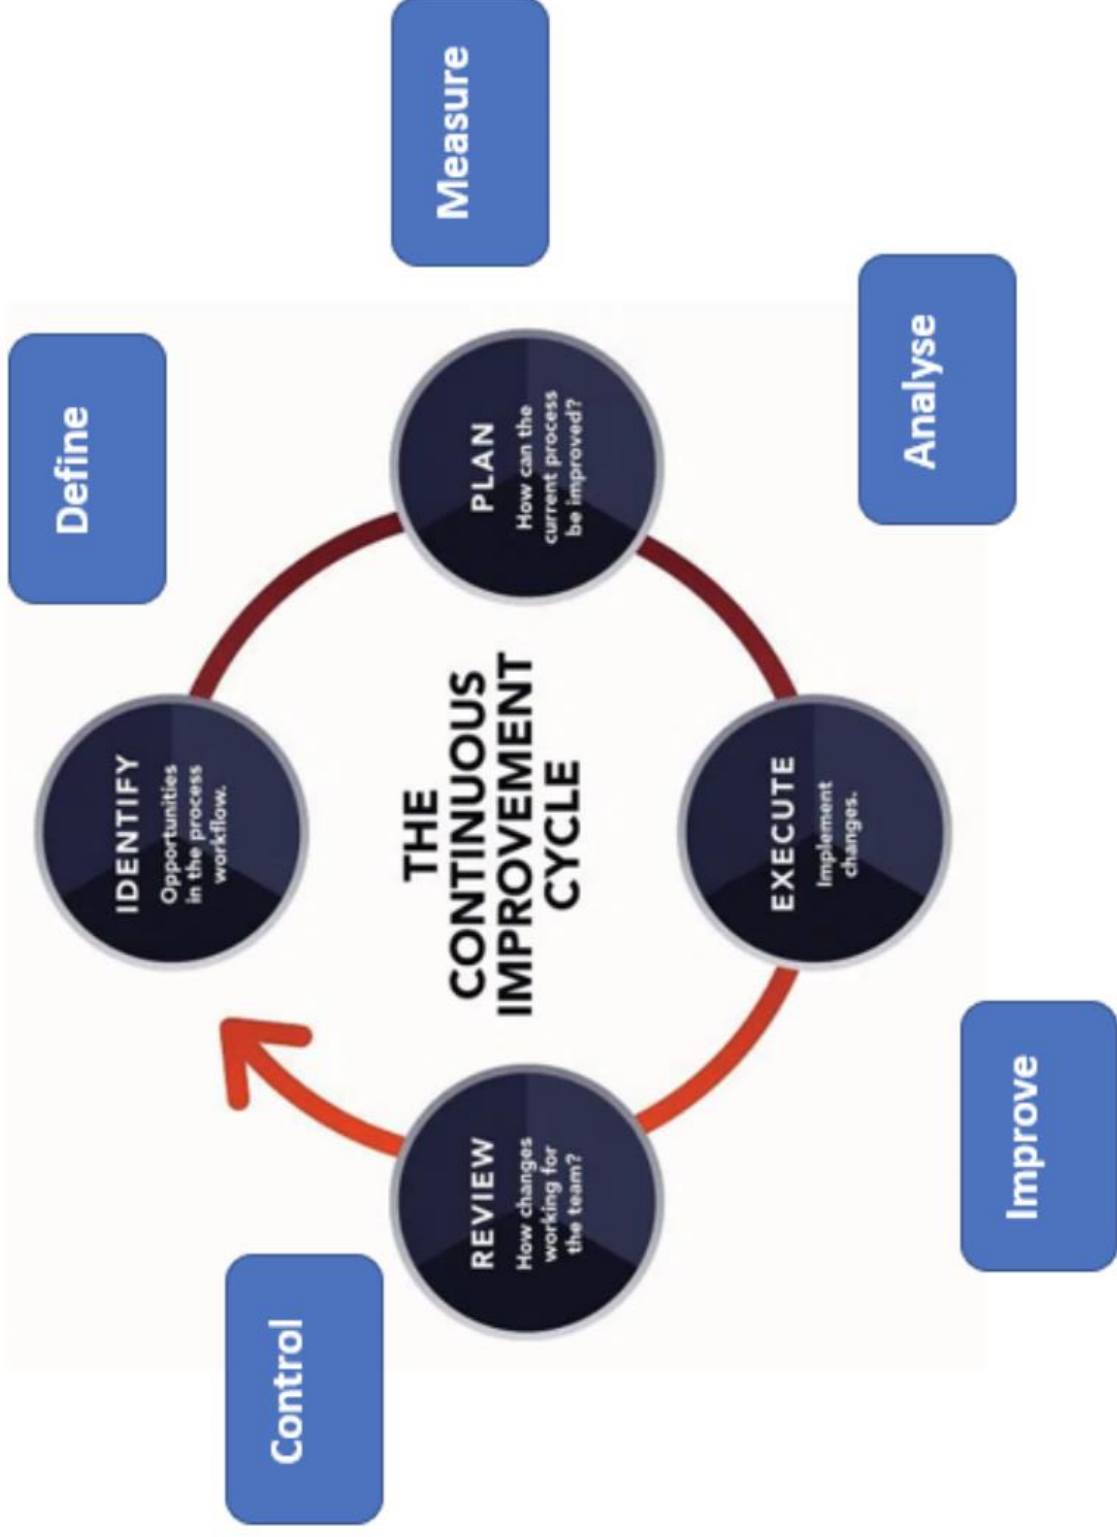 Define
Measure
Analyse
Improve
Control
THE
CONTINUOUS
IMPROVEMENT
CYCLE
IDENTIFY
Opportunities
in the process
workflow.
PLAN
How can the
current process
be improved?
EXECUTE
Implement
changes.
REVIEW
How changes
working for
the team?